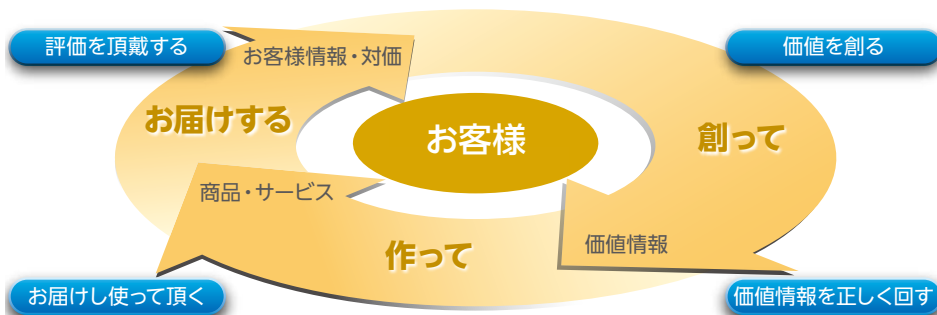 評価を頂戴する
価値を創る
お客様情報・対価
お届けする
お客様
創って
商品・サービス
作って
価値情報
お届けし使って頂く
価値情報を正しく回す